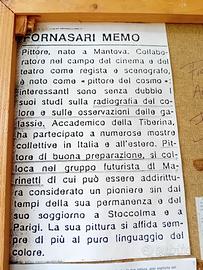 FORNASARI MEMO
Pittore, nato a Mantova. Collabo-
ratore nel campo del cinema e del
teatro come regista e scenografo,
è noto come « pittore del cosmo »:
interessanti sono senza dubbio i
suoi studi sulla radiografia del co-
lore e sulle osservazioni delle ga-
lassie, Accademico della Tiberina,
ha partecipato a numerose mostre
collettive in Italia e all'estero. Pit-
tore di buona preparazione, si col-
loca nel gruppo futurista di Ma-
rinetti di cui può essere addirittu-
ra considerato un pioniere sin dai
tempi della sua permanenza e del
suo soggiorno a Stoccolma e a
Parigi. La sua pittura si affida sem-
pre di più al puro linguaggio del
colore.